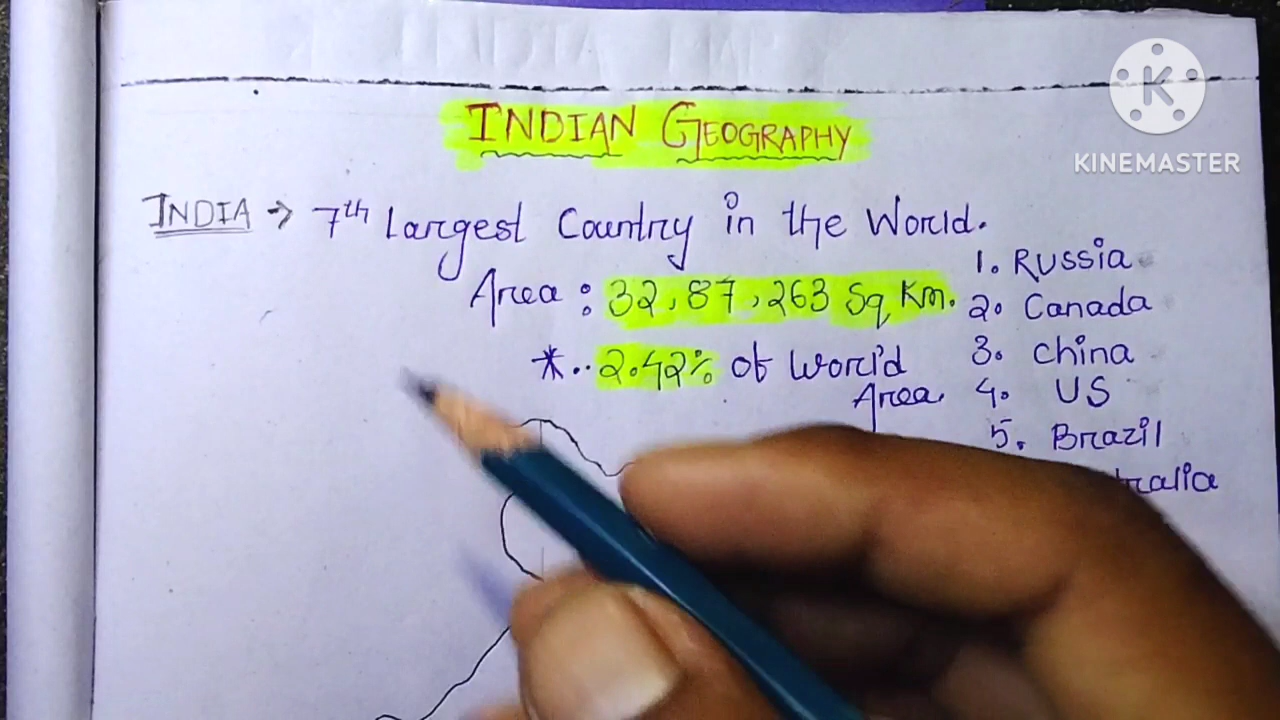 INDIAN GEOGRAPHY
INDIA → 7th Largest Country in the World.
Area : 32,87,263 Sq Km.
*.. 2.42% of World
Area.
1. Russia
2. Canada
3. China
4. US
5. Brazil
KINEMASTER